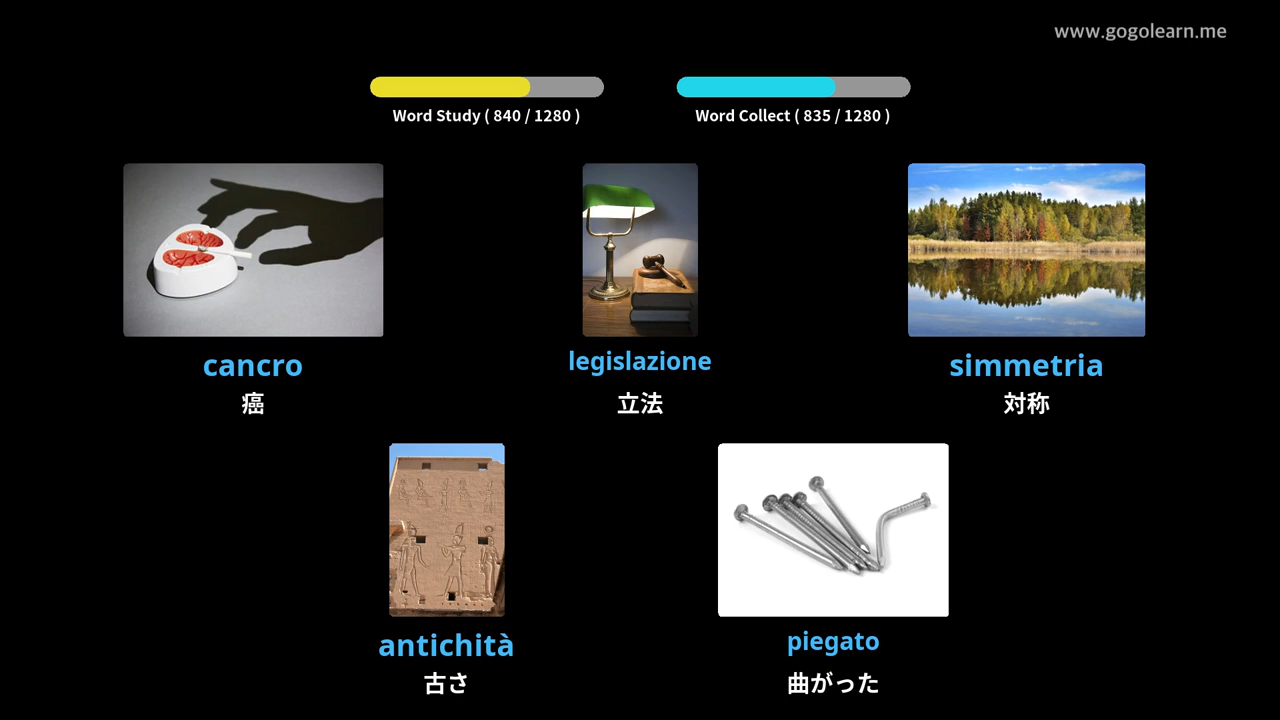 www.gogolearn.me
Word Study ( 840 / 1280 )
Word Collect ( 835 / 1280 )
cancro
癌
legislazione
立法
simmetria
対称
antichità
古さ
piegato
曲がった